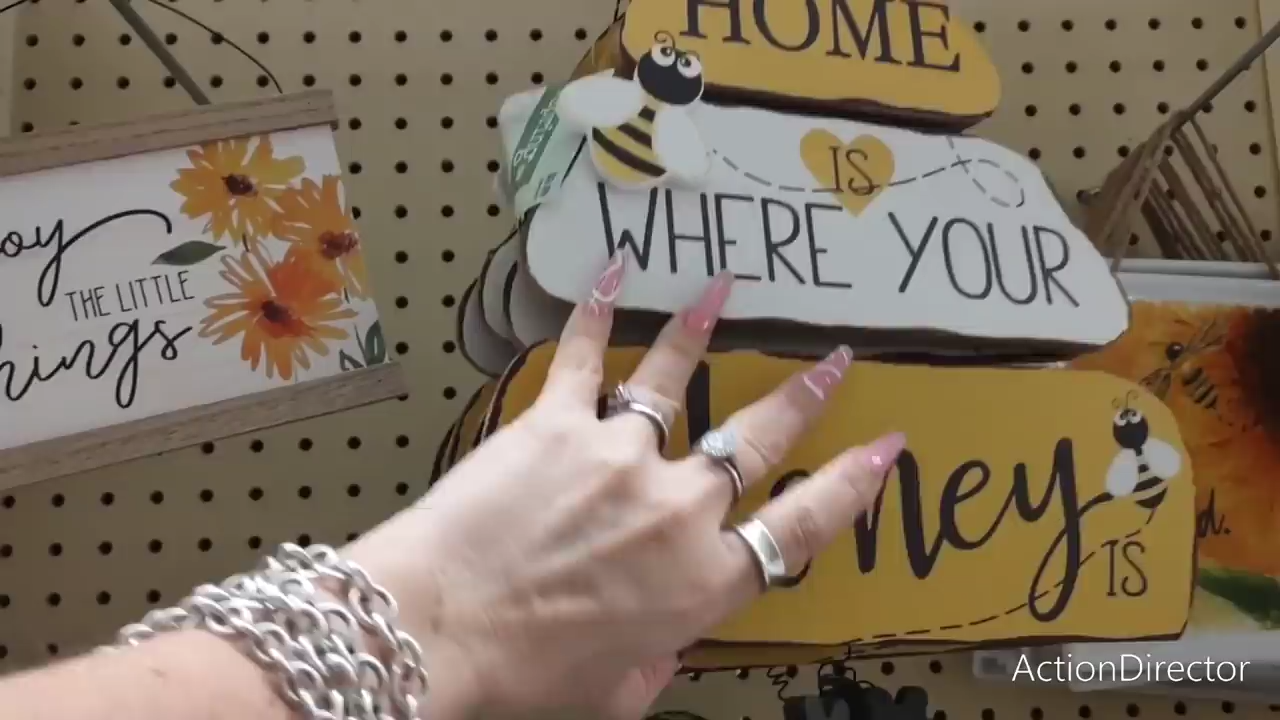 HOME
IS
WHERE YOUR
ney
IS
oy
THE LITTLE
hings
d.
ActionDirector